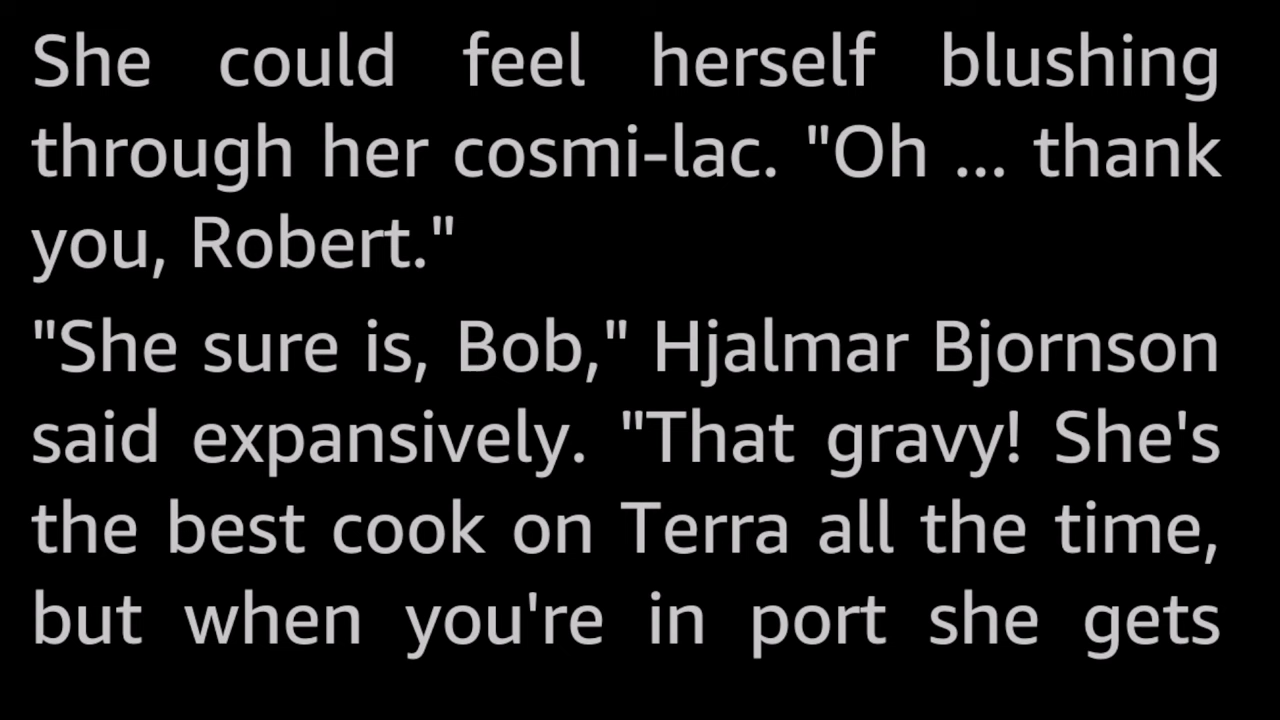 She could feel herself blushing
through her cosmi-lac. "Oh ... thank
you, Robert."
"She sure is, Bob," Hjalmar Bjornson
said expansively. "That gravy! She's
the best cook on Terra all the time,
but when you're in port she gets